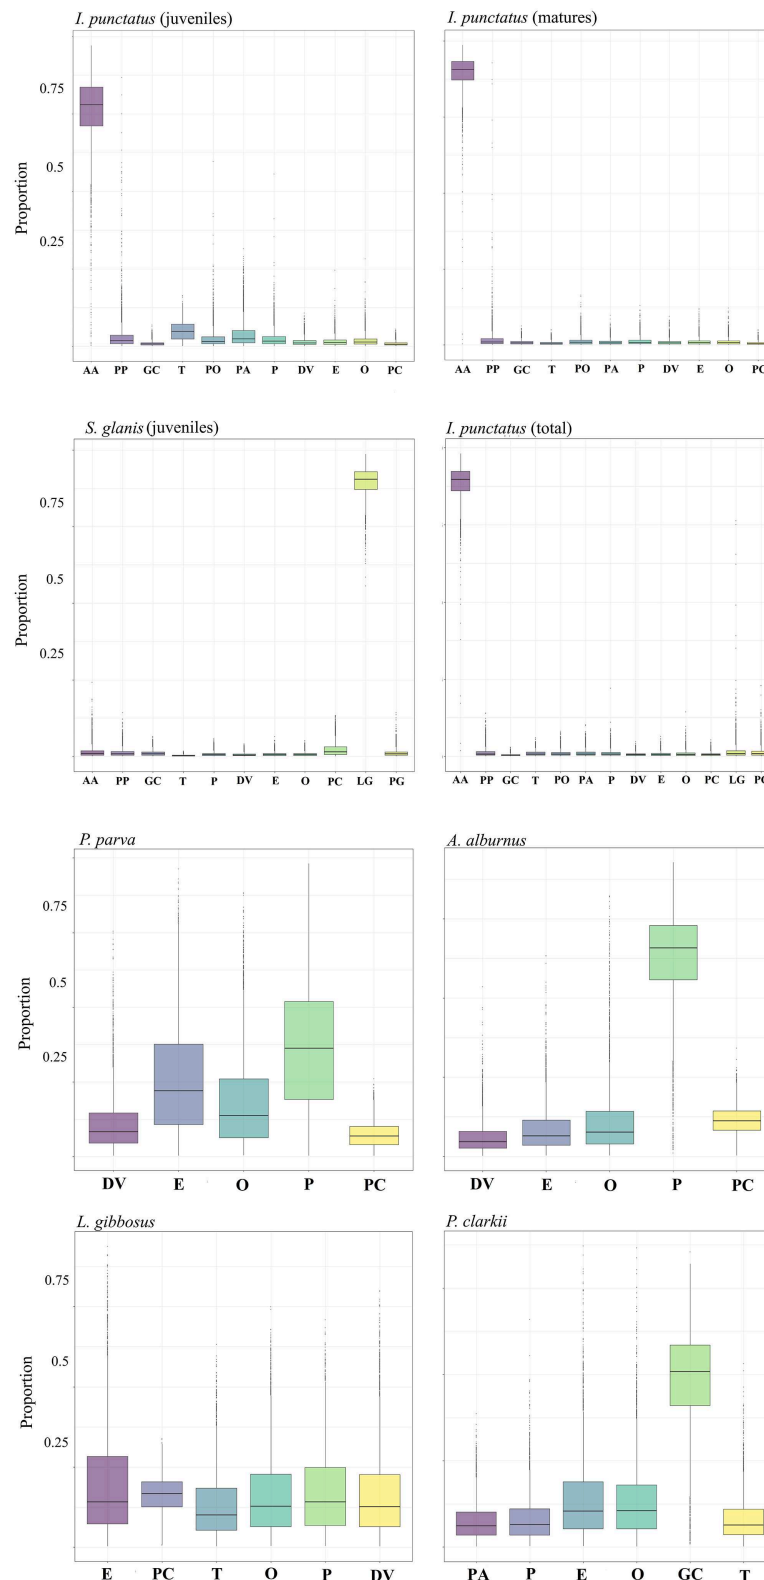 I. punctatus (juveniles)
I. punctatus (matures)
Proportion
0.75
0.5
0.25
AA PP GC T PO PA P DV E O PC
AA PP GC T PO PA P DV E O PC
S. glanis (juveniles)
I. punctatus (total)
Proportion
0.75
0.5
0.25
AA PP GC T P DV E O PC LG PG
AA PP GC T PO PA P DV E O PC LG PG
P. parva
A. alburnus
Proportion
0.75
0.5
0.25
DV E O P PC
DV E O P PC
L. gibbosus
P. clarkii
Proportion
0.75
0.5
0.25
E PC T O P DV
PA P E O GC T